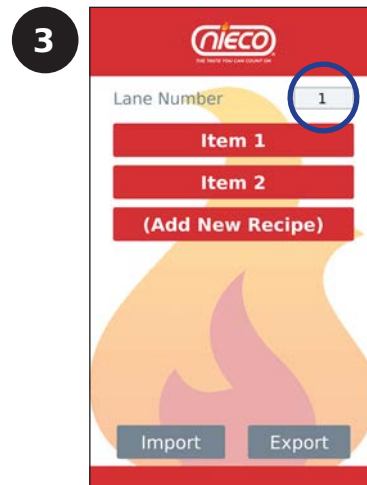 3
nieco
THE TASTE YOU CAN COUNT ON
Lane Number 1
Item 1
Item 2
(Add New Recipe)
Import Export